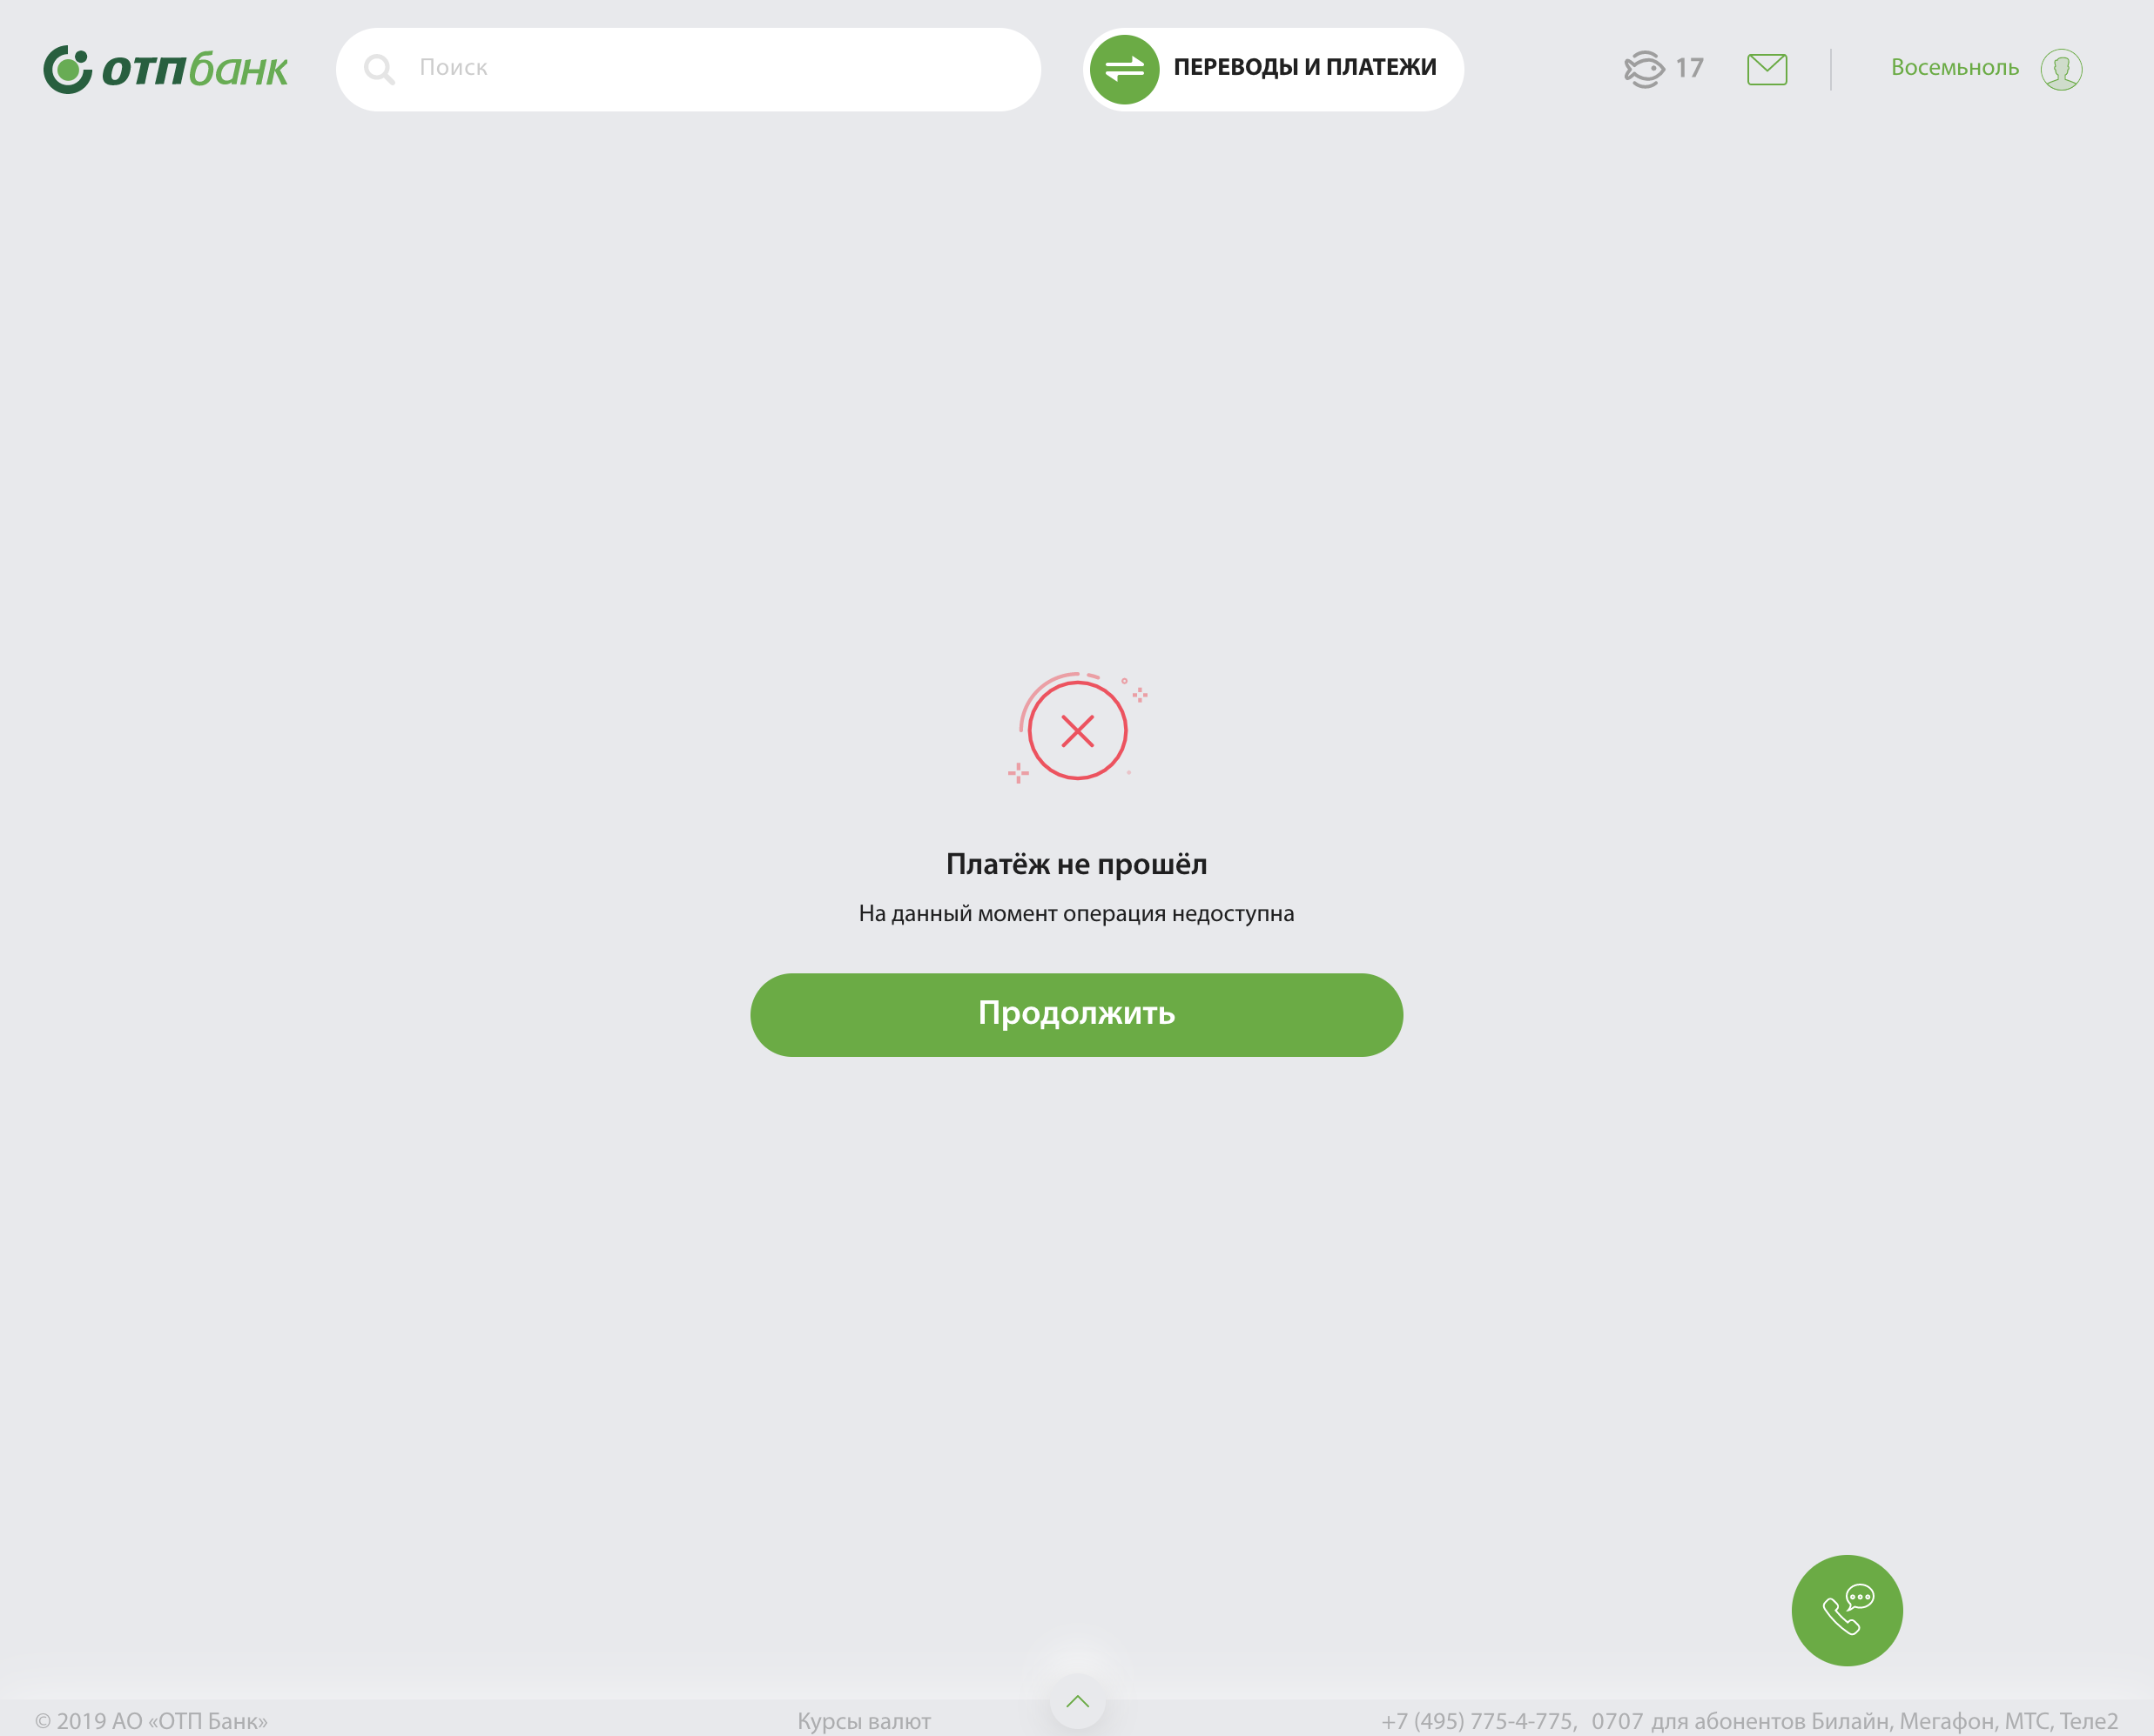 отпбанк
Поиск
ПЕРЕВОДЫ И ПЛАТЕЖИ
17
Восемьноль
Платёж не прошёл
На данный момент операция недоступна
Продолжить
© 2019 АО «ОТП Банк»
Курсы валют
+7 (495) 775-4-775, 0707 для абонентов Билайн, Мегафон, МТС, Теле2